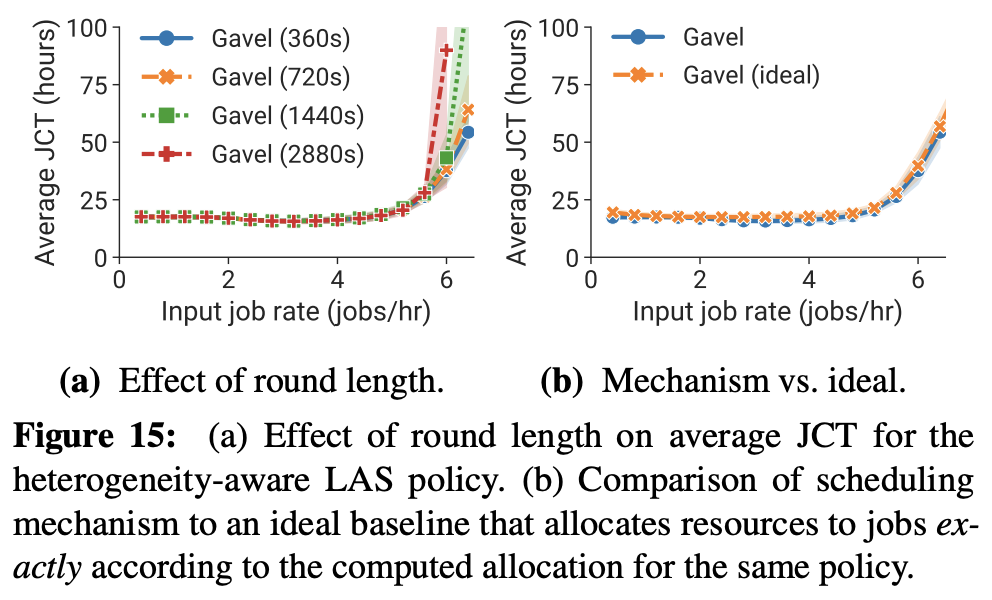 100
75
50
25
0
Average JCT (hours)
Gavel (360s)
Gavel (720s)
Gavel (1440s)
Gavel (2880s)
0 2 4 6
Input job rate (jobs/hr)
100
75
50
25
0
Average JCT (hours)
Gavel
Gavel (ideal)
0 2 4 6
Input job rate (jobs/hr)
(a) Effect of round length.
(b) Mechanism vs. ideal.
Figure 15: (a) Effect of round length on average JCT for the
heterogeneity-aware LAS policy. (b) Comparison of scheduling
mechanism to an ideal baseline that allocates resources to jobs ex-
actly according to the computed allocation for the same policy.